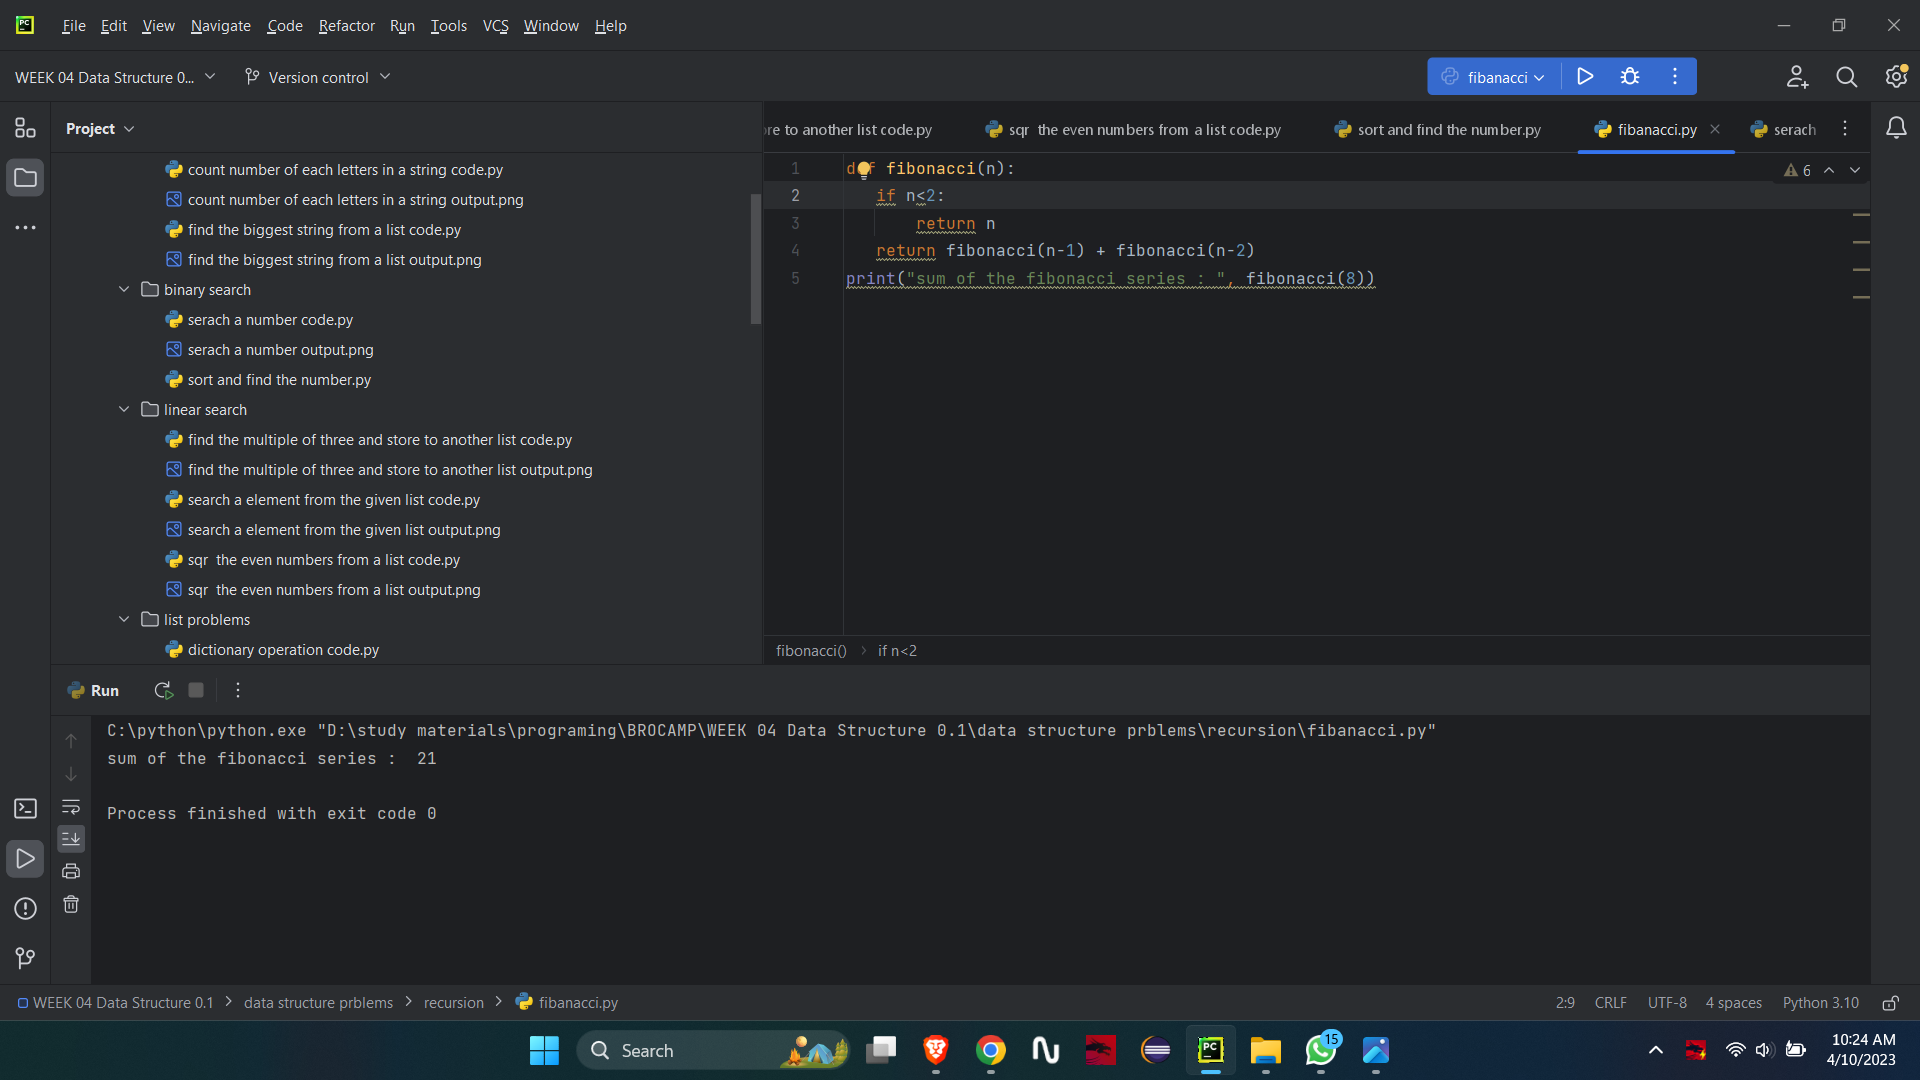 PC
File Edit View Navigate Code Refactor Run Tools VCS Window Help
WEEK 04 Data Structure 0... Version control fibanacci
Project
re to another list code.py sqr the even numbers from a list code.py sort and find the number.py fibanacci.py serach
count number of each letters in a string code.py
count number of each letters in a string output.png
find the biggest string from a list code.py
find the biggest string from a list output.png
binary search
serach a number code.py
serach a number output.png
sort and find the number.py
linear search
find the multiple of three and store to another list code.py
find the multiple of three and store to another list output.png
search a element from the given list code.py
search a element from the given list output.png
sqr the even numbers from a list code.py
sqr the even numbers from a list output.png
list problems
dictionary operation code.py
6
1 def fibonacci(n):
2 if n<2:
3 return n
4 return fibonacci(n-1) + fibonacci(n-2)
5 print("sum of the fibonacci series : ", fibonacci(8))
fibonacci() > if n<2
Run
C:\python\python.exe "D:\study materials\programing\BROCAMP\WEEK 04 Data Structure 0.1\data structure prblems\recursion\fibanacci.py"
sum of the fibonacci series :  21
Process finished with exit code 0
WEEK 04 Data Structure 0.1 > data structure prblems > recursion > fibanacci.py 2:9 CRLF UTF-8 4 spaces Python 3.10
Search PC 15 10:24 AM
4/10/2023